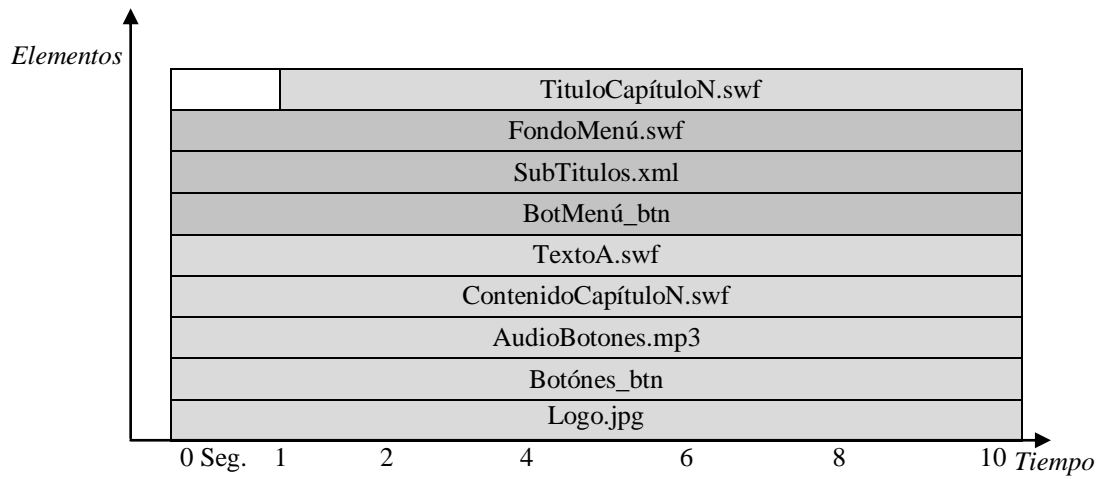 Elementos
TituloCapítuloN.swf
FondoMenú.swf
SubTitulos.xml
BotMenú_btn
TextoA.swf
ContenidoCapítuloN.swf
AudioBotones.mp3
Botónes_btn
Logo.jpg
0 Seg. 1 2 4 6 8 10 Tiempo